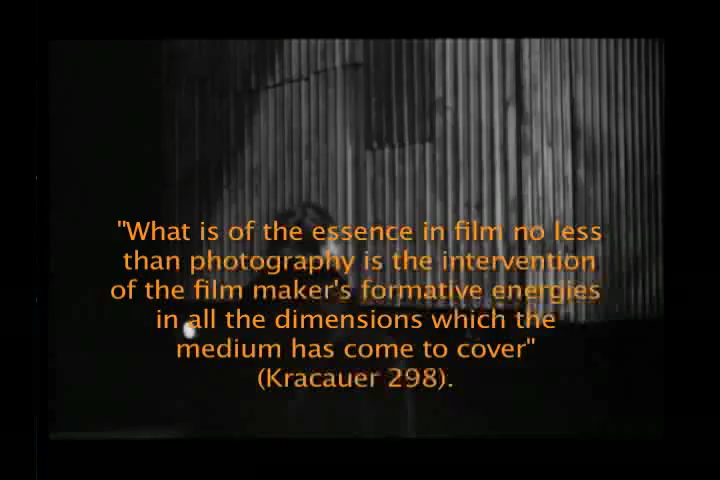 "What is of the essence in film no less
than photography is the intervention
of the film maker's formative energies
in all the dimensions which the
medium has come to cover"
(Kracauer 298).